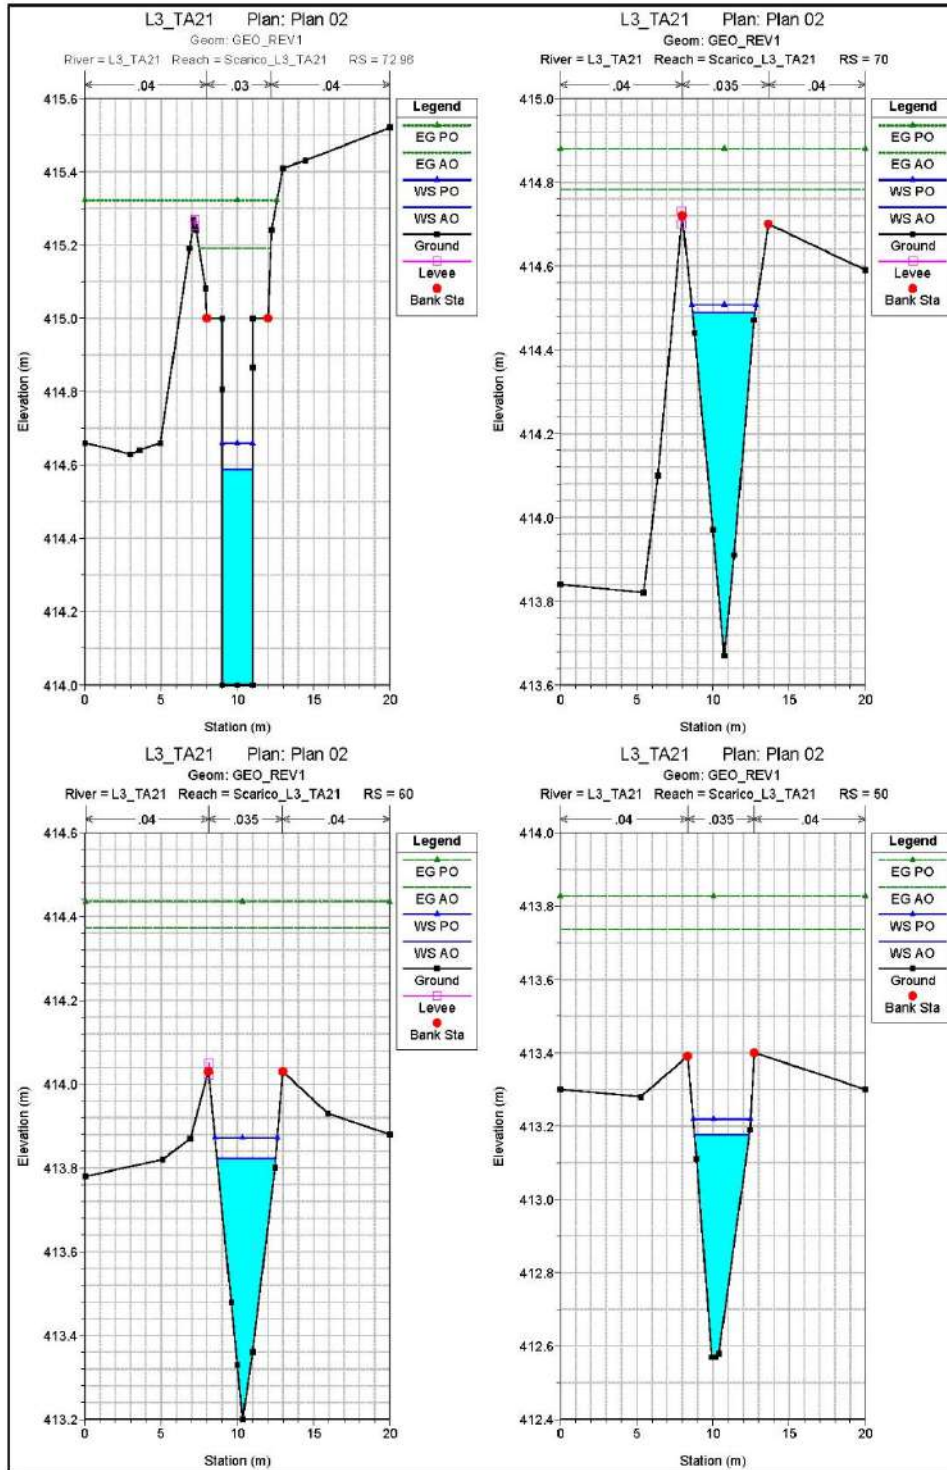 L3_TA21 Plan: Plan 02
Geom: GEO_REV1
River = L3_TA21 Reach = Scarico_L3_TA21 RS = 72.96
.04 .03 .04
Legend
EG PO
EG AO
WS PO
WS AO
Ground
Levee
Bank Sta
415.6
415.4
415.2
415.0
414.8
414.6
414.4
414.2
414.0
Elevation (m)
0 5 10 15 20
Station (m)
L3_TA21 Plan: Plan 02
Geom: GEO_REV1
River = L3_TA21 Reach = Scarico_L3_TA21 RS = 70
.04 .035 .04
Legend
EG PO
EG AO
WS PO
WS AO
Ground
Levee
Bank Sta
415.0
414.8
414.6
414.4
414.2
414.0
413.8
413.6
Elevation (m)
0 5 10 15 20
Station (m)
L3_TA21 Plan: Plan 02
Geom: GEO_REV1
River = L3_TA21 Reach = Scarico_L3_TA21 RS = 60
.04 .035 .04
Legend
EG PO
EG AO
WS PO
WS AO
Ground
Levee
Bank Sta
414.6
414.4
414.2
414.0
413.8
413.6
413.4
413.2
Elevation (m)
0 5 10 15 20
Station (m)
L3_TA21 Plan: Plan 02
Geom: GEO_REV1
River = L3_TA21 Reach = Scarico_L3_TA21 RS = 50
.04 .035 .04
Legend
EG PO
EG AO
WS PO
WS AO
Ground
Bank Sta
414.0
413.8
413.6
413.4
413.2
413.0
412.8
412.6
412.4
Elevation (m)
0 5 10 15 20
Station (m)